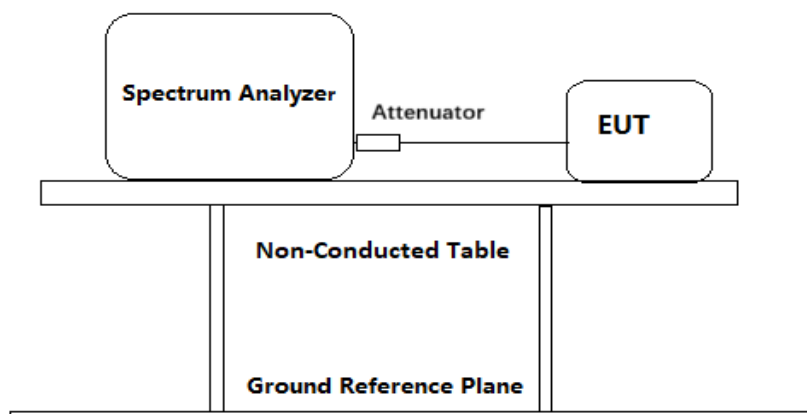 Spectrum Analyzer
Attenuator
EUT
Non-Conducted Table
Ground Reference Plane